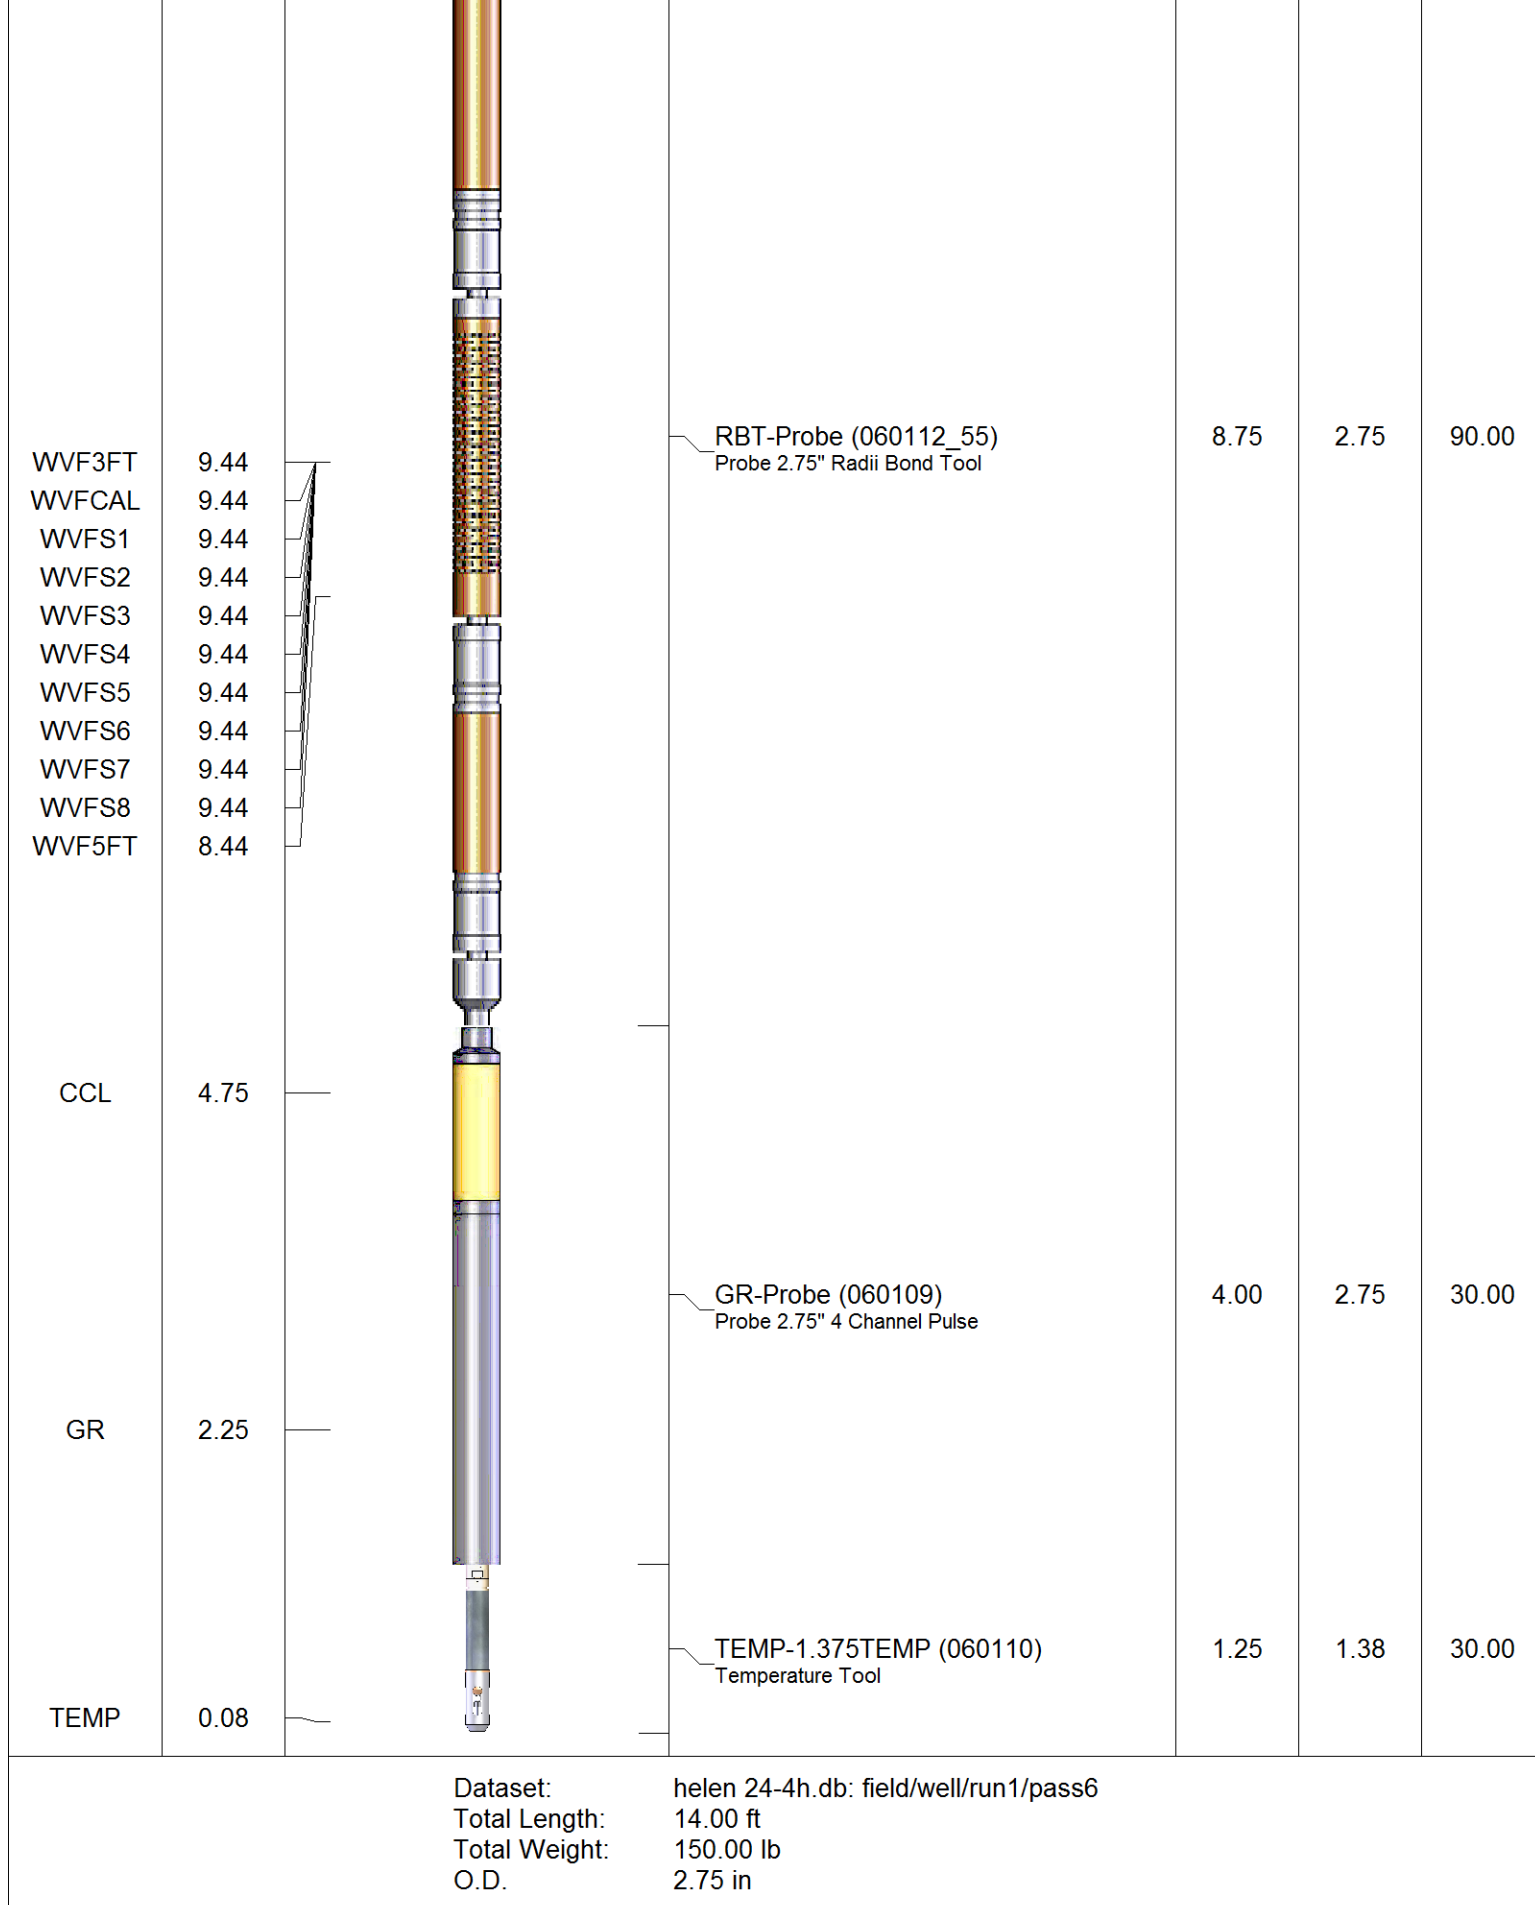 RBT-Probe (060112_55) 8.75 2.75 90.00
Probe 2.75" Radii Bond Tool
WVF3FT 9.44
WVFCAL 9.44
WVFS1 9.44
WVFS2 9.44
WVFS3 9.44
WVFS4 9.44
WVFS5 9.44
WVFS6 9.44
WVFS7 9.44
WVFS8 9.44
WVF5FT 8.44
CCL 4.75
GR-Probe (060109) 4.00 2.75 30.00
Probe 2.75" 4 Channel Pulse
GR 2.25
TEMP-1.375TEMP (060110) 1.25 1.38 30.00
Temperature Tool
TEMP 0.08
Dataset: helen 24-4h.db: field/well/run1/pass6
Total Length: 14.00 ft
Total Weight: 150.00 lb
O.D. 2.75 in